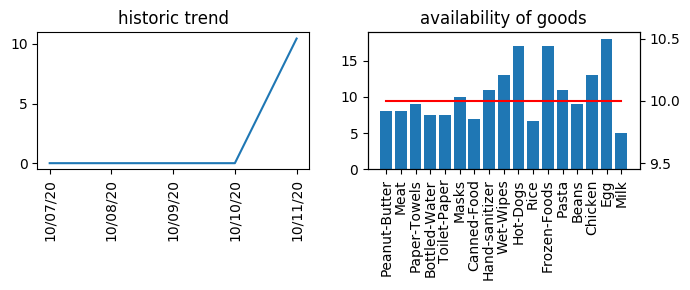 historic trend
10
5
0
10/07/20
10/08/20
10/09/20
10/10/20
10/11/20
availability of goods
15
10
5
0
10.5
10.0
9.5
Peanut-Butter
Meat
Paper-Towels
Bottled-Water
Toilet-Paper
Masks
Canned-Food
Hand-sanitizer
Wet-Wipes
Hot-Dogs
Rice
Frozen-Foods
Pasta
Beans
Chicken
Egg
Milk